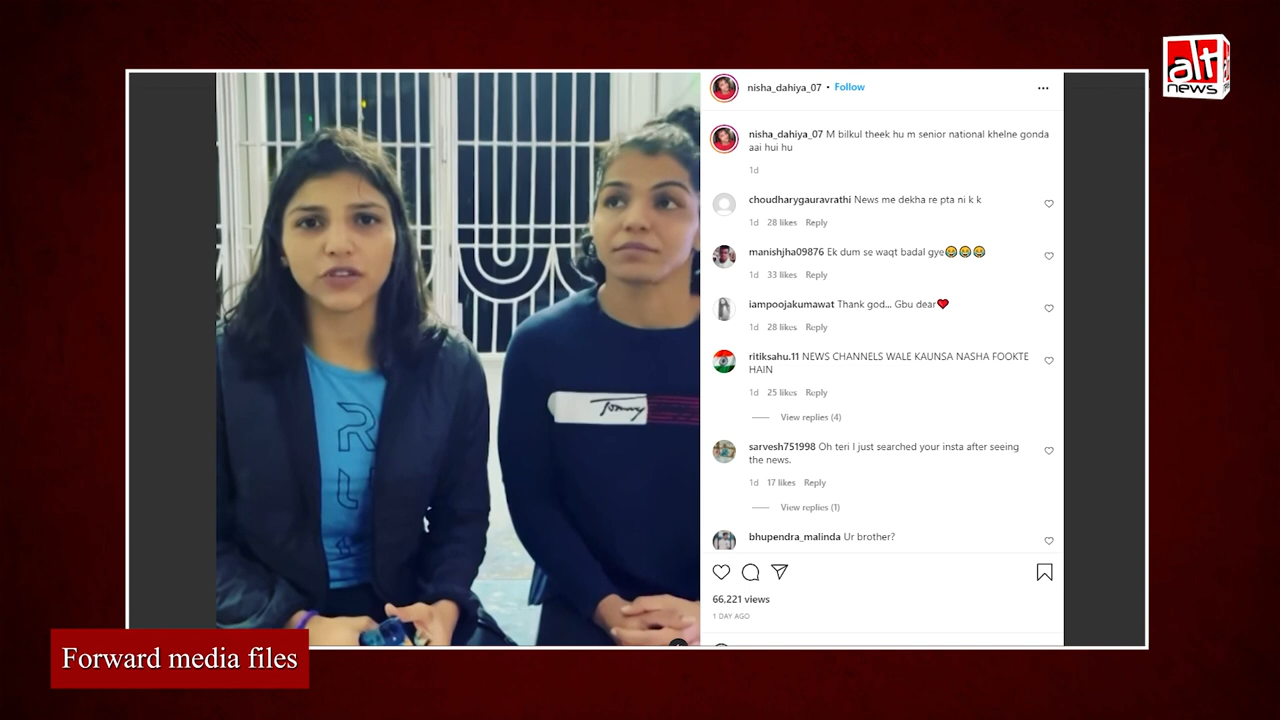 alt
news
nisha_dahiya_07 • Follow
nisha_dahiya_07 M bilkul theek hu m senior national khelne gonda
aai hui hu
1d
choudharygauravrathi News me dekha re pta ni k k
1d 28 likes Reply
manishjha09876 Ek dum se waqt badal gye😂😂😂
1d 33 likes Reply
iampoojakumawat Thank god... Gbu dear❤️
1d 28 likes Reply
ritiksahu.11 NEWS CHANNELS WALE KAUNSA NASHA FOOKTE
HAIN
1d 25 likes Reply
View replies (4)
sarvesh751998 Oh teri I just searched your insta after seeing
the news.
1d 17 likes Reply
View replies (1)
bhupendra_malinda Ur brother?
66,221 views
1 DAY AGO
Tommy
Forward media files